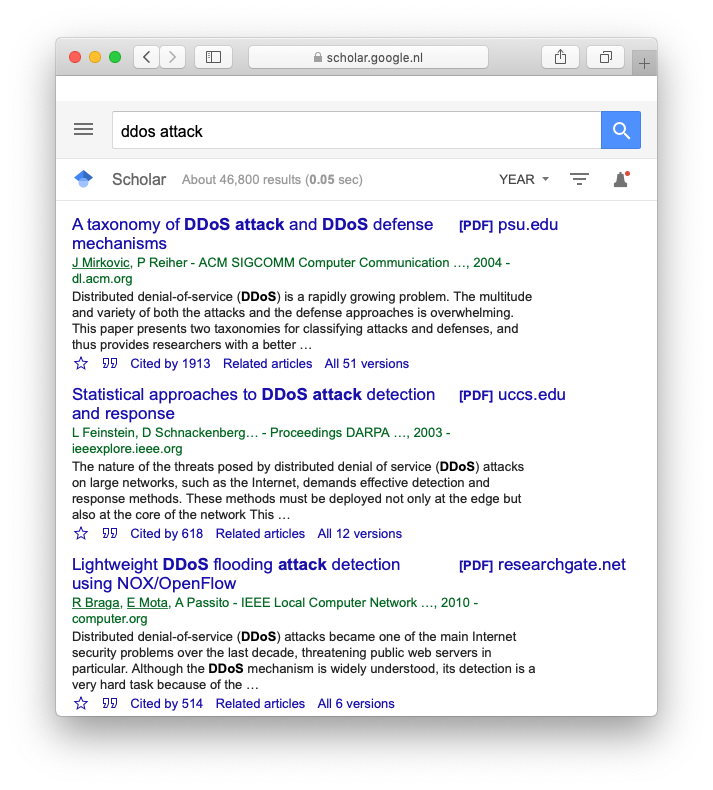 scholar.google.nl
ddos attack
Scholar About 46,800 results (0.05 sec) YEAR
A taxonomy of DDoS attack and DDoS defense [PDF] psu.edu
mechanisms
J Mirkovic, P Reiher - ACM SIGCOMM Computer Communication …, 2004 -
dl.acm.org
Distributed denial-of-service (DDoS) is a rapidly growing problem. The multitude
and variety of both the attacks and the defense approaches is overwhelming.
This paper presents two taxonomies for classifying attacks and defenses, and
thus provides researchers with a better …
Cited by 1913 Related articles All 51 versions
Statistical approaches to DDoS attack detection [PDF] uccs.edu
and response
L Feinstein, D Schnackenberg… - Proceedings DARPA …, 2003 -
ieeexplore.ieee.org
The nature of the threats posed by distributed denial of service (DDoS) attacks
on large networks, such as the Internet, demands effective detection and
response methods. These methods must be deployed not only at the edge but
also at the core of the network This …
Cited by 618 Related articles All 12 versions
Lightweight DDoS flooding attack detection [PDF] researchgate.net
using NOX/OpenFlow
R Braga, E Mota, A Passito - IEEE Local Computer Network …, 2010 -
computer.org
Distributed denial-of-service (DDoS) attacks became one of the main Internet
security problems over the last decade, threatening public web servers in
particular. Although the DDoS mechanism is widely understood, its detection is a
very hard task because of the …
Cited by 514 Related articles All 6 versions